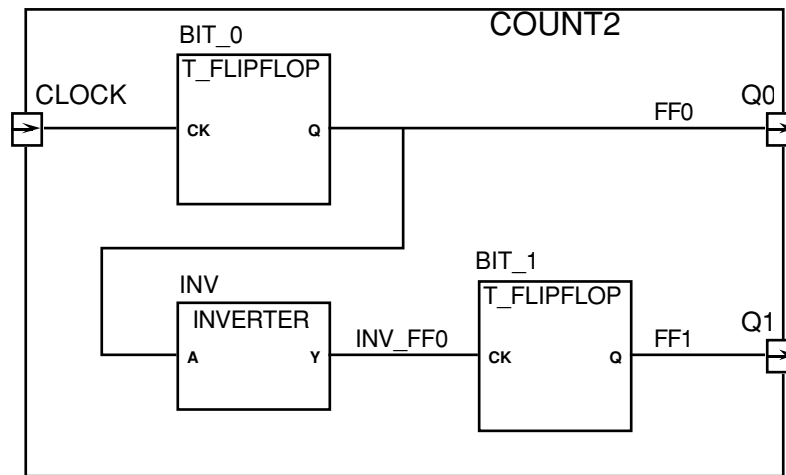 COUNT2
BIT_0
T_FLIPFLOP
CLOCK
CK
Q
FF0
Q0
INV
INVERTER
A
Y
INV_FF0
BIT_1
T_FLIPFLOP
CK
Q
FF1
Q1